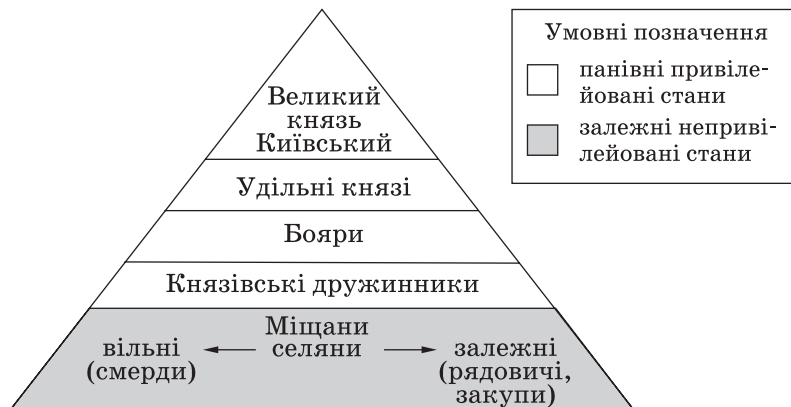 Великий
князь
Київський
Удільні князі
Бояри
Князівські дружинники
Міщани
селяни
вільні
(смерди)
залежні
(рядовичі,
закупи)
Умовні позначення
панівні привіле-
йовані стани
залежні неприві-
лейовані стани